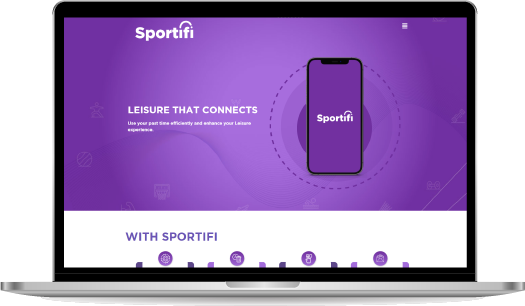 Sportifi
LEISURE THAT CONNECTS
Use your past time efficiently and enhance your Leisure
experience.
Sportifi
WITH SPORTIFI